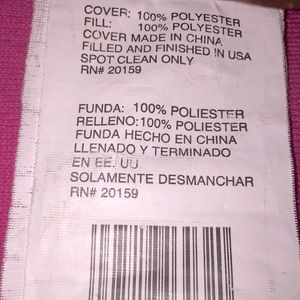 COVER: 100% POLYESTER
FILL: 100% POLYESTER
COVER MADE IN CHINA
FILLED AND FINISHED IN USA
SPOT CLEAN ONLY
RN# 20159
FUNDA: 100% POLIESTER
RELLENO:100% POLIESTER
FUNDA HECHO EN CHINA
LLENADO Y TERMINADO
EN EE. UU
SOLAMENTE DESMANCHAR
RN# 20159